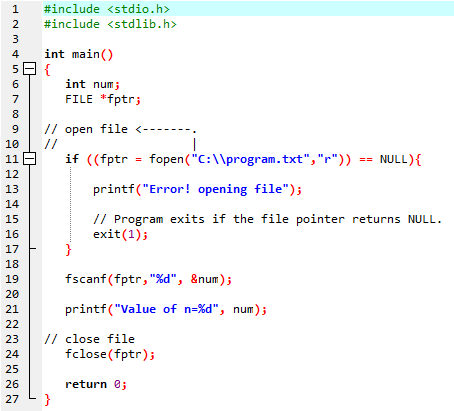 1 #include <stdio.h>
2 #include <stdlib.h>
3
4 int main()
5 {
6 int num;
7 FILE *fptr;
8
9 // open file <-------.
10 // |
11 if ((fptr = fopen("C:\\program.txt","r")) == NULL){
12
13 printf("Error! opening file");
14
15 // Program exits if the file pointer returns NULL.
16 exit(1);
17 }
18
19 fscanf(fptr,"%d", &num);
20
21 printf("Value of n=%d", num);
22
23 // close file
24 fclose(fptr);
25
26 return 0;
27 }